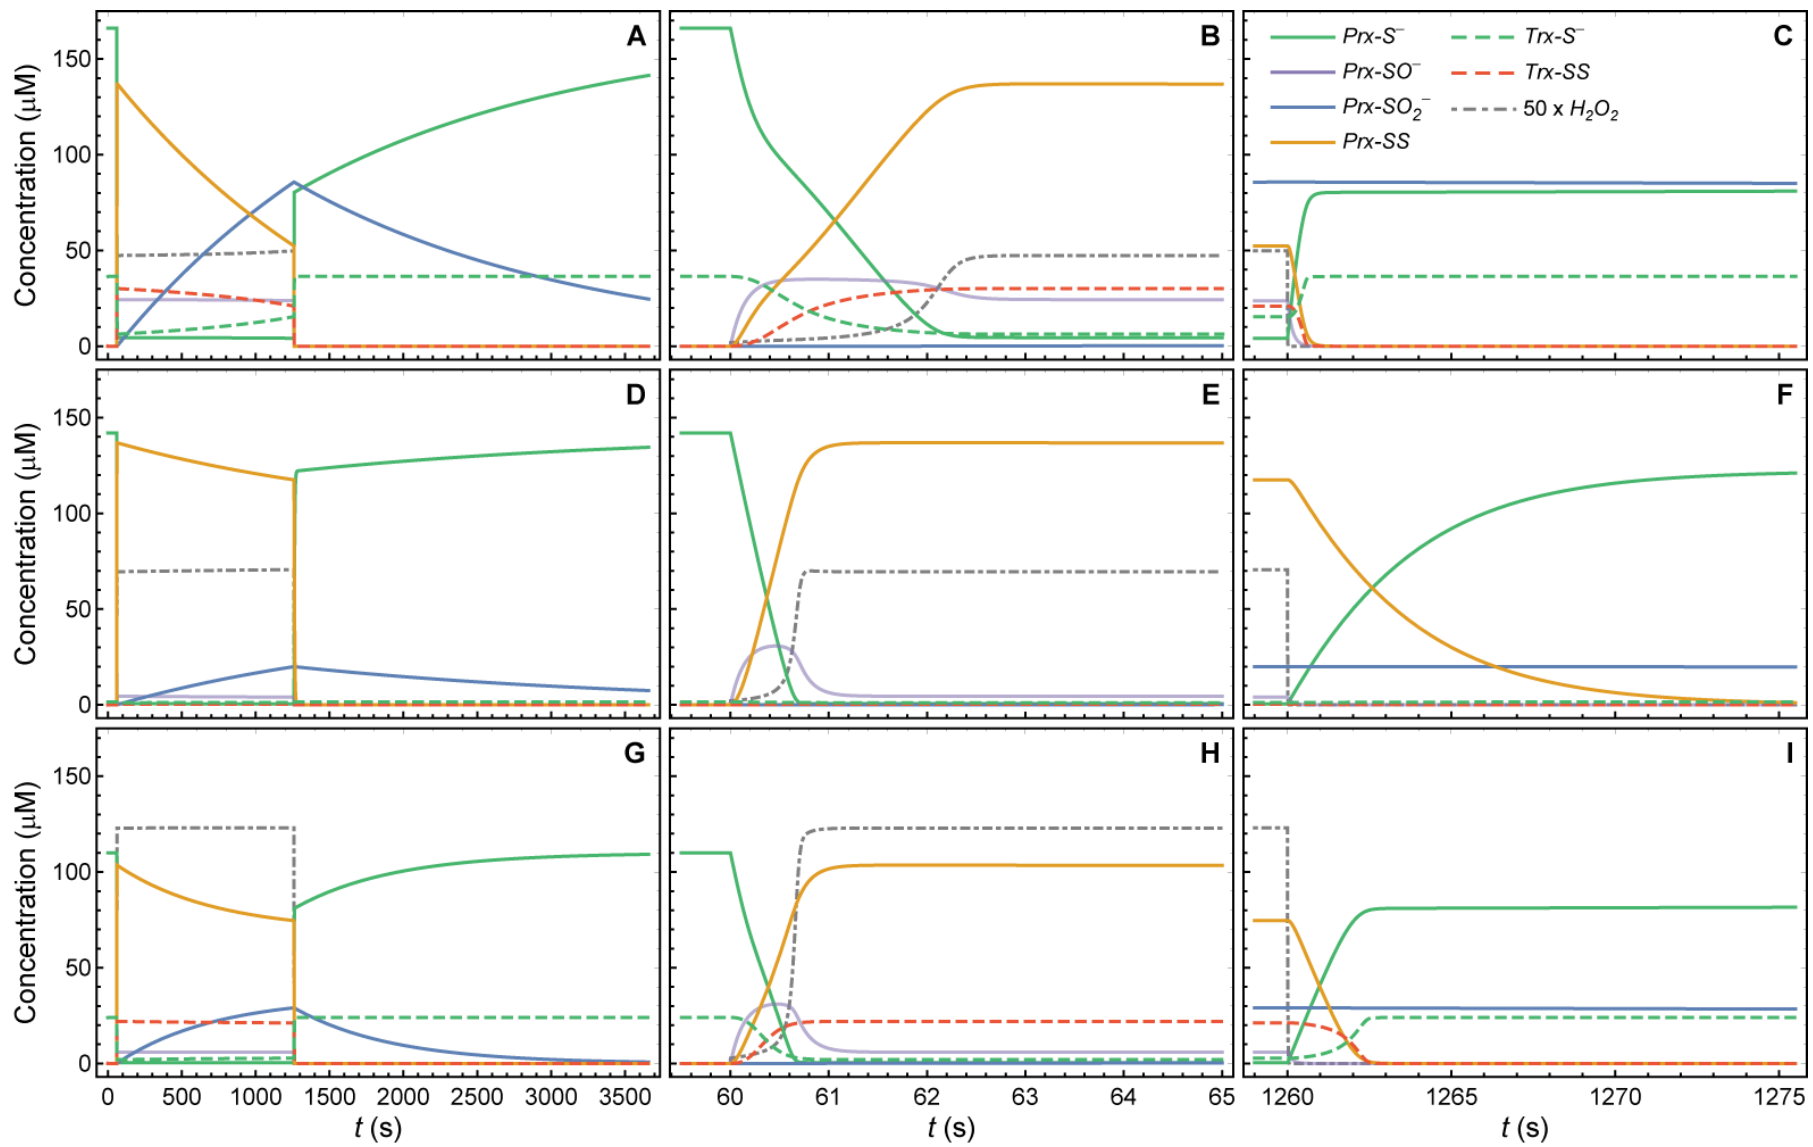 Concentration (μM)
150
100
50
0
A
B
C
Prx-S⁻
Prx-SO⁻
Prx-SO₂⁻
Prx-SS
Trx-S⁻
Trx-SS
50 x H₂O₂
Concentration (μM)
150
100
50
0
D
E
F
Concentration (μM)
150
100
50
0
G
H
I
0 500 1000 1500 2000 2500 3000 3500
60 61 62 63 64 65
1260 1265 1270 1275
t (s)
t (s)
t (s)